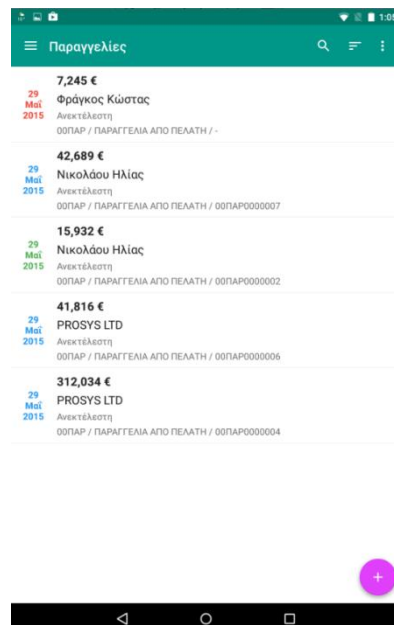 1:05
Παραγγελίες
7,245 €
29
Μαΐ
2015
Φράγκος Κώστας
Ανεκτέλεστη
00ΠΑΡ / ΠΑΡΑΓΓΕΛΙΑ ΑΠΟ ΠΕΛΑΤΗ / -
42,689 €
29
Μαΐ
2015
Νικολάου Ηλίας
Ανεκτέλεστη
00ΠΑΡ / ΠΑΡΑΓΓΕΛΙΑ ΑΠΟ ΠΕΛΑΤΗ / 00ΠΑΡ0000007
15,932 €
29
Μαΐ
2015
Νικολάου Ηλίας
Ανεκτέλεστη
00ΠΑΡ / ΠΑΡΑΓΓΕΛΙΑ ΑΠΟ ΠΕΛΑΤΗ / 00ΠΑΡ0000002
41,816 €
29
Μαΐ
2015
PROSYS LTD
Ανεκτέλεστη
00ΠΑΡ / ΠΑΡΑΓΓΕΛΙΑ ΑΠΟ ΠΕΛΑΤΗ / 00ΠΑΡ0000006
312,034 €
29
Μαΐ
2015
PROSYS LTD
Ανεκτέλεστη
00ΠΑΡ / ΠΑΡΑΓΓΕΛΙΑ ΑΠΟ ΠΕΛΑΤΗ / 00ΠΑΡ0000004